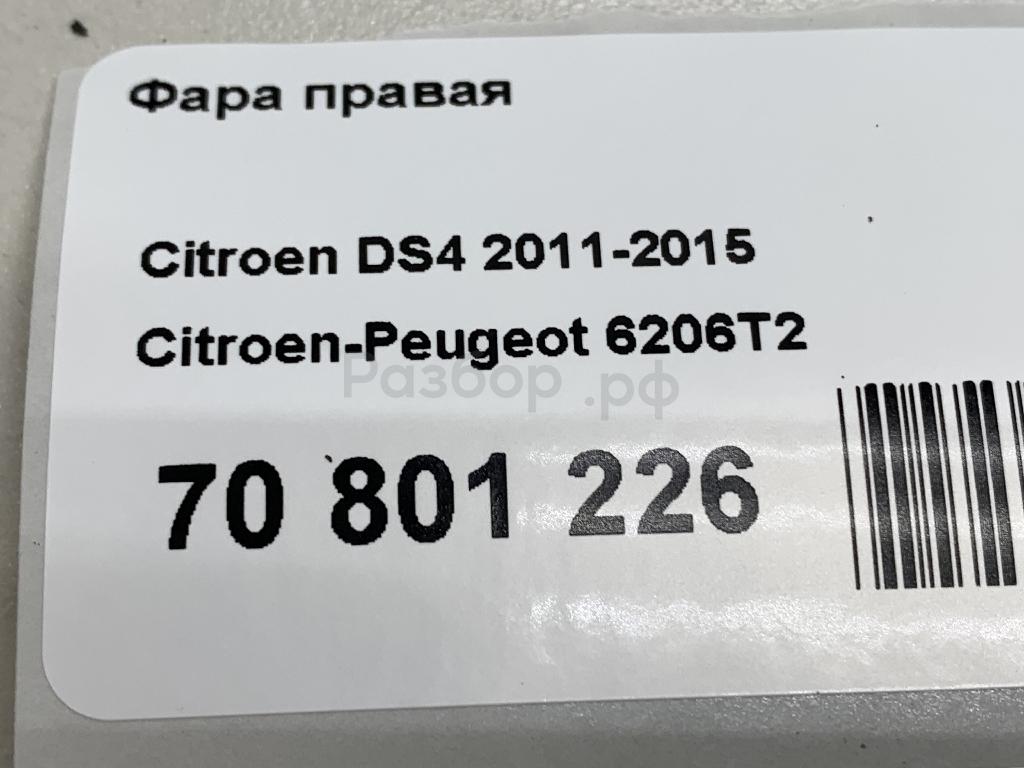 Фара правая
Citroen DS4 2011-2015
Citroen-Peugeot 6206T2
Разбор.рф
70 801 226